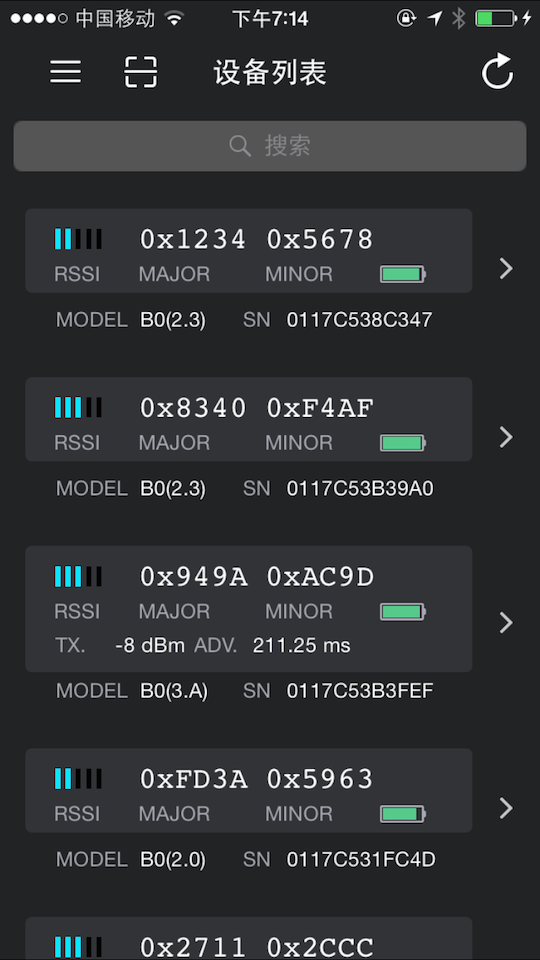 中国移动 下午7:14
设备列表
搜索
0x1234 0x5678
RSSI MAJOR MINOR
MODEL B0(2.3) SN 0117C538C347
0x8340 0xF4AF
RSSI MAJOR MINOR
MODEL B0(2.3) SN 0117C53B39A0
0x949A 0xAC9D
RSSI MAJOR MINOR
TX. -8 dBm ADV. 211.25 ms
MODEL B0(3.A) SN 0117C53B3FEF
0xFD3A 0x5963
RSSI MAJOR MINOR
MODEL B0(2.0) SN 0117C531FC4D
0x2711 0x2CCC